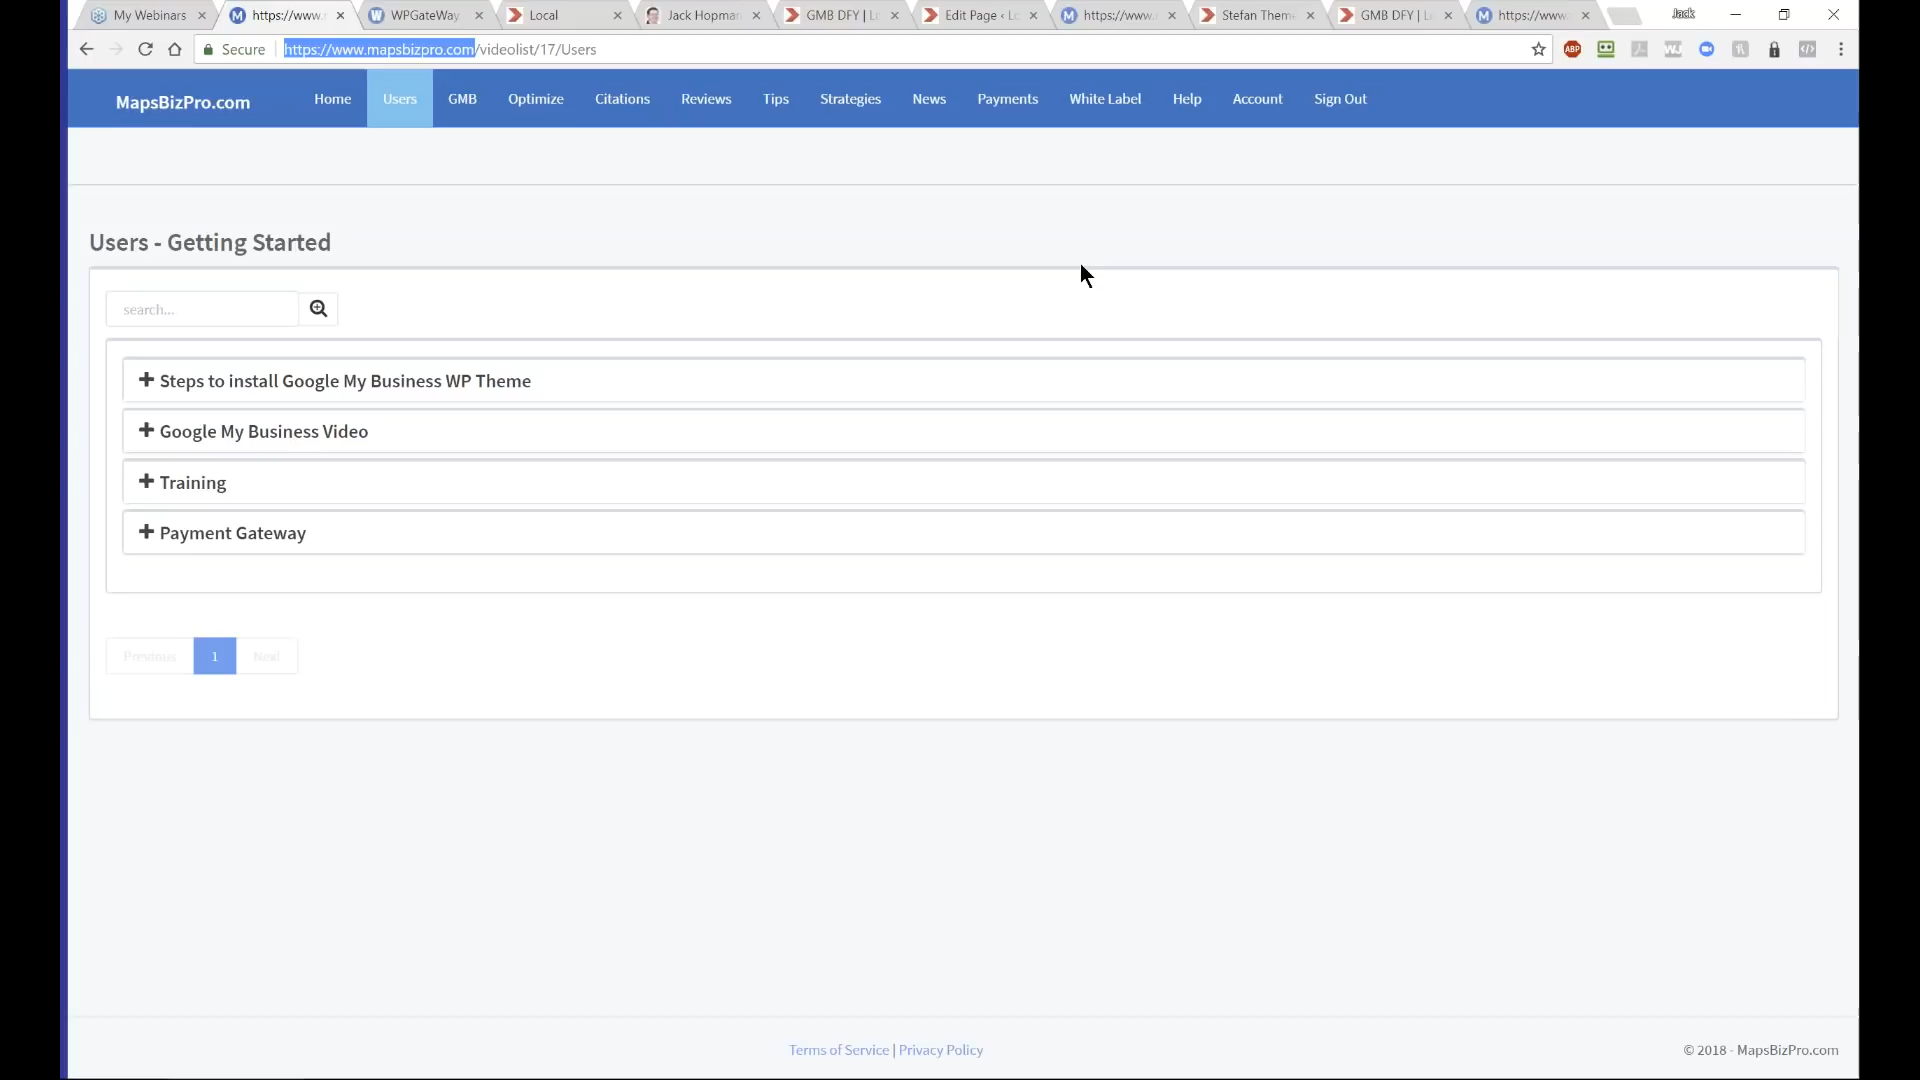 My Webinars
https://www.
WPGateWay
Local
Jack Hopman
GMB DFY | Lo
Edit Page ‹ Lo
https://www.
Stefan Them
GMB DFY | L
https://www.
Jack
Secure
https://www.mapsbizpro.com/videolist/17/Users
ABP
MapsBizPro.com
Home
Users
GMB
Optimize
Citations
Reviews
Tips
Strategies
News
Payments
White Label
Help
Account
Sign Out
Users - Getting Started
search...
Steps to install Google My Business WP Theme
Google My Business Video
Training
Payment Gateway
Previous
1
Next
Terms of Service | Privacy Policy
© 2018 - MapsBizPro.com